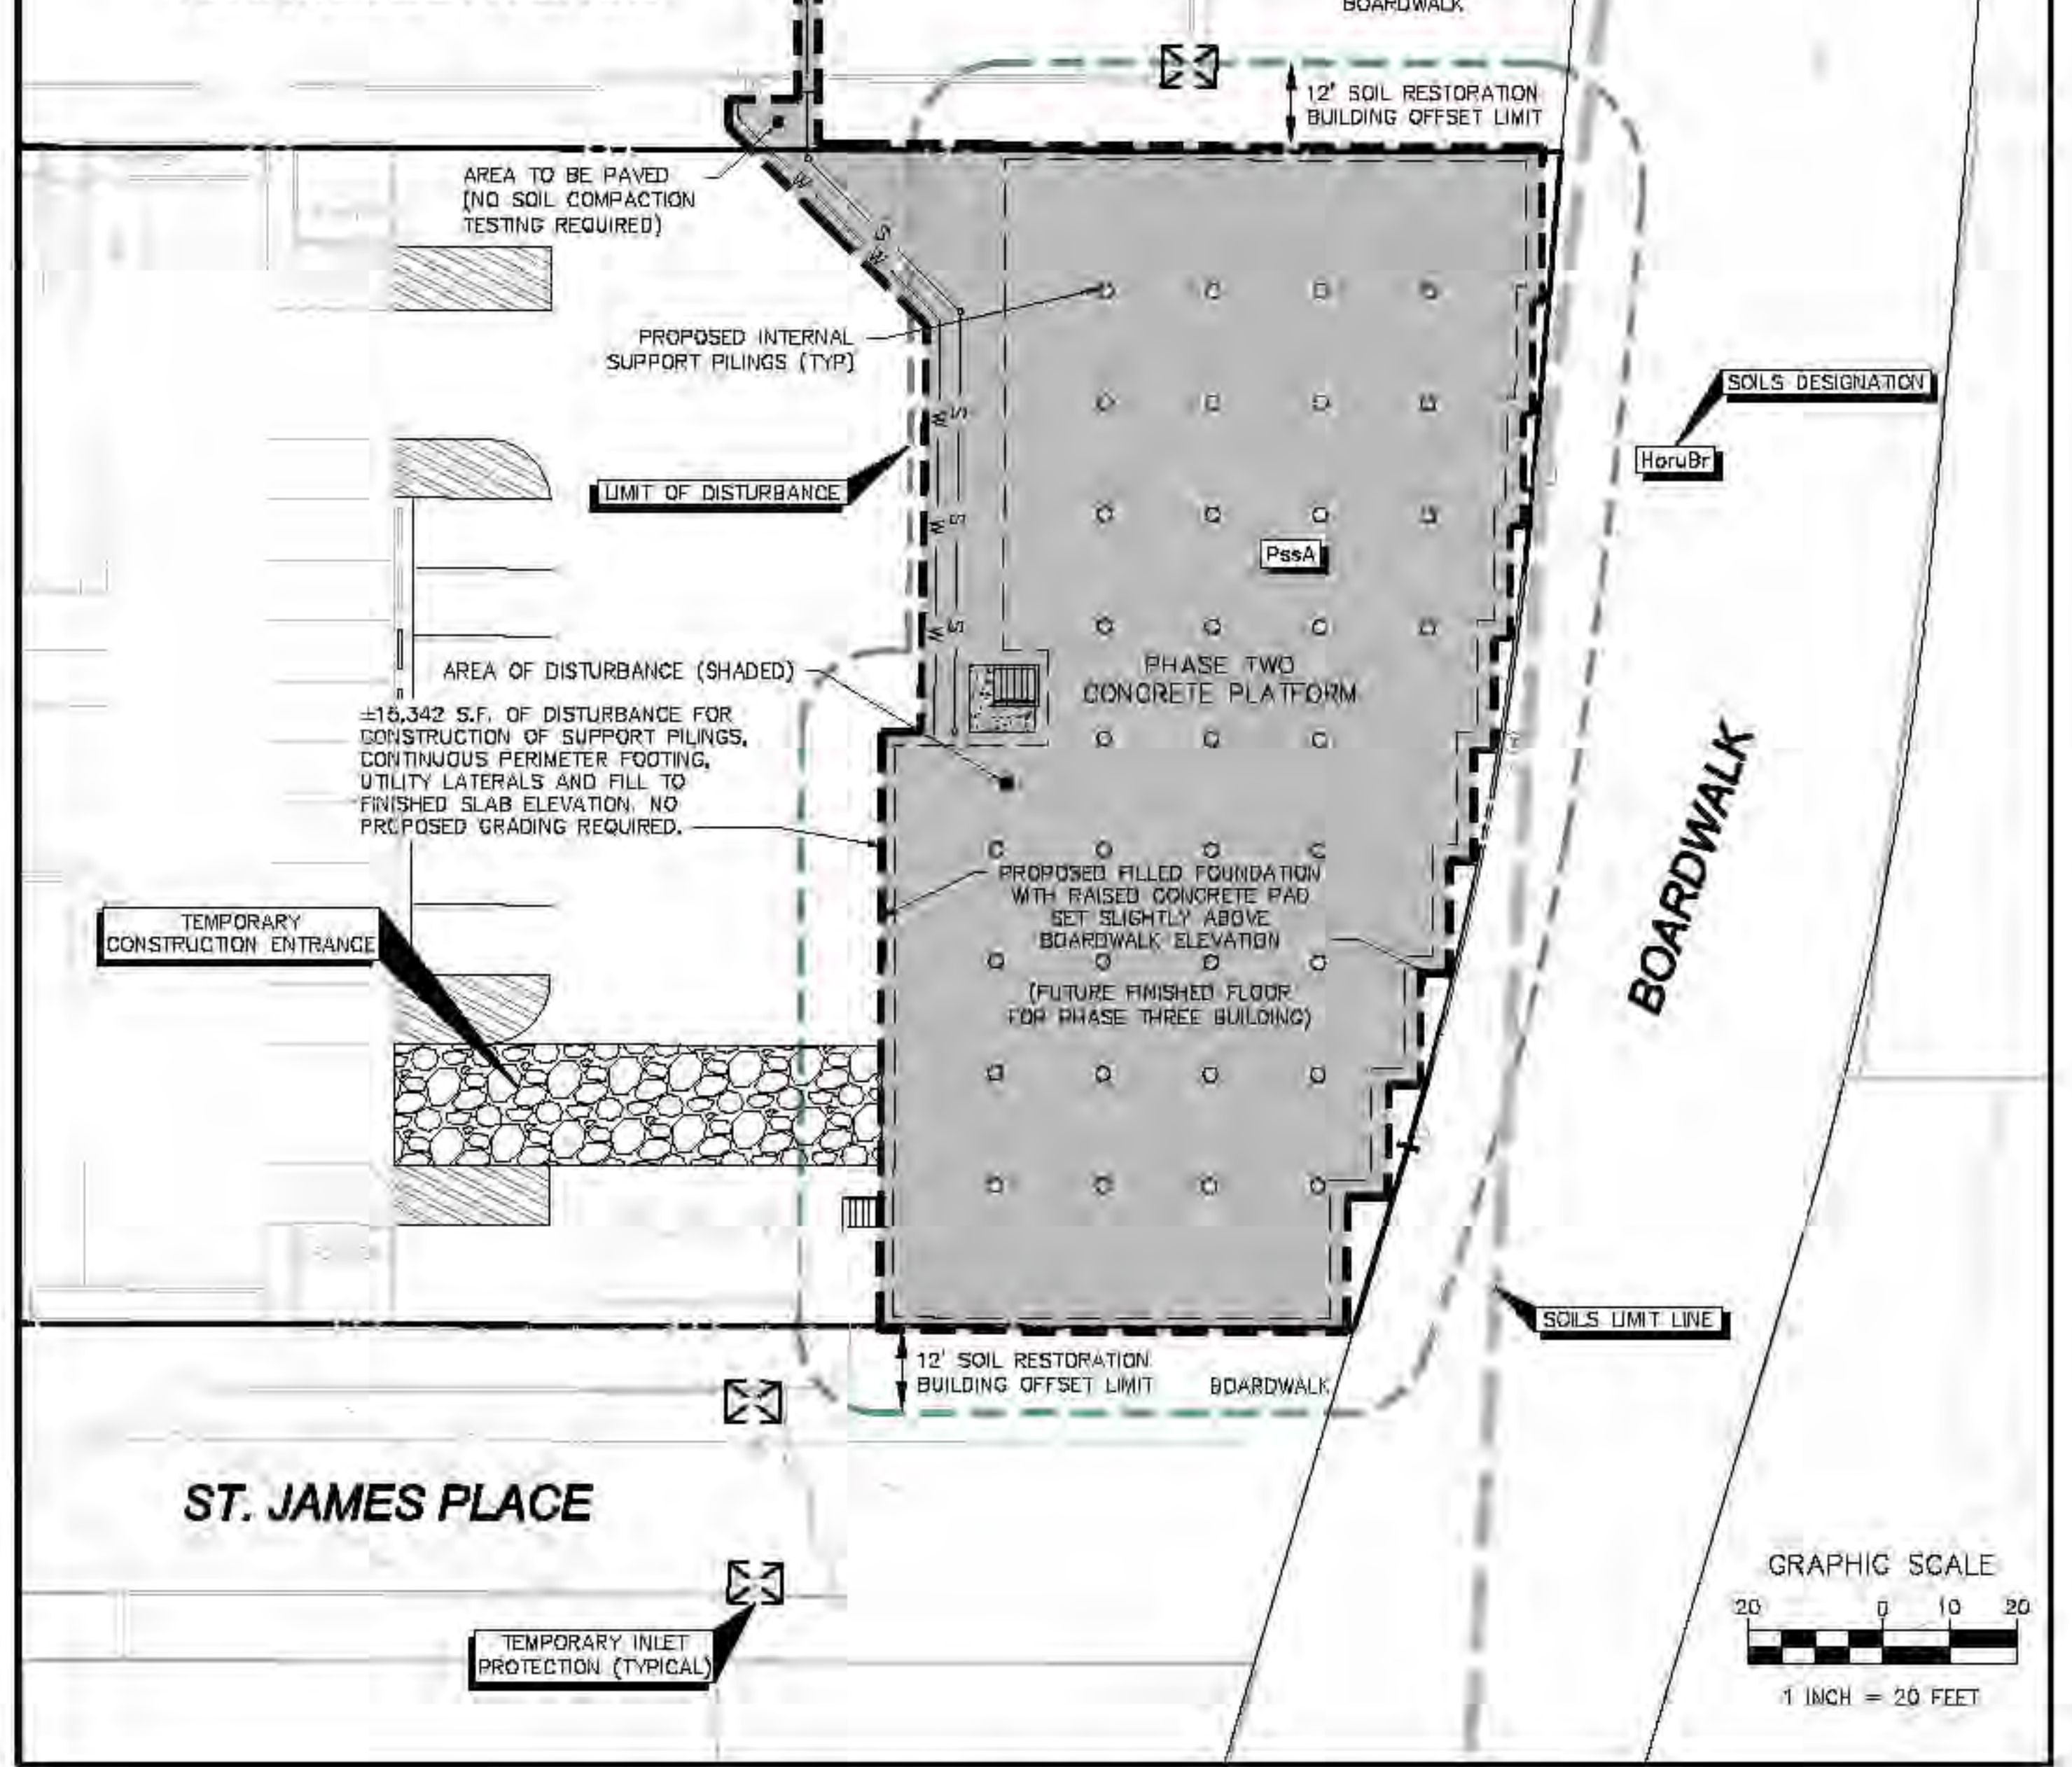 BOARDWALK
12' SOIL RESTORATION
BUILDING OFFSET LIMIT
AREA TO BE PAVED
(NO SOIL COMPACTION
TESTING REQUIRED)
W
S
W
PROPOSED INTERNAL
SUPPORT PILINGS (TYP)
SOILS DESIGNATION
HoruBr
S
W
LIMIT OF DISTURBANCE
S
W
PssA
S
W
AREA OF DISTURBANCE (SHADED)
PHASE TWO
CONCRETE PLATFORM
S.F. OF DISTURBANCE FOR
CONSTRUCTION OF SUPPORT PILINGS,
CONTINUOUS PERIMETER FOOTING,
UTILITY LATERALS AND FILL TO
FINISHED SLAB ELEVATION. NO
PROPOSED GRADING REQUIRED.
BOARDWALK
PROPOSED FILLED FOUNDATION
WITH RAISED CONCRETE PAD
SET SLIGHTLY ABOVE
BOARDWALK ELEVATION
(FUTURE FINISHED FLOOR
FOR PHASE THREE BUILDING)
TEMPORARY
CONSTRUCTION ENTRANCE
SOILS LIMIT LINE
12' SOIL RESTORATION
BUILDING OFFSET LIMIT
BOARDWALK
ST. JAMES PLACE
TEMPORARY INLET
PROTECTION (TYPICAL)
GRAPHIC SCALE
20 0 10 20
1 INCH = 20 FEET